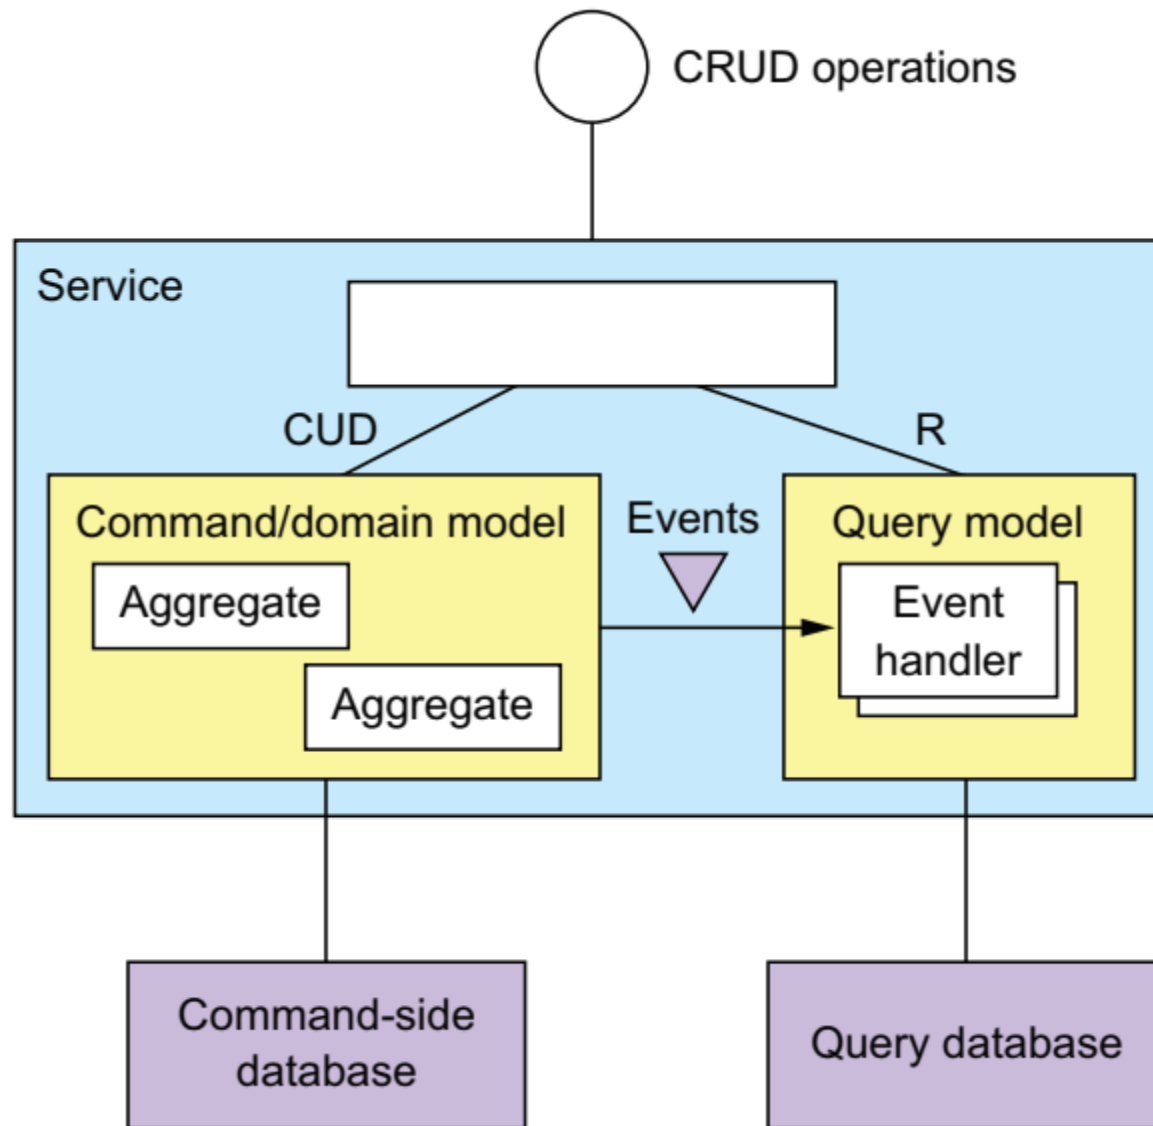 CRUD operations
Service
CUD
R
Command/domain model
Aggregate
Aggregate
Events
Query model
Event
handler
Command-side
database
Query database